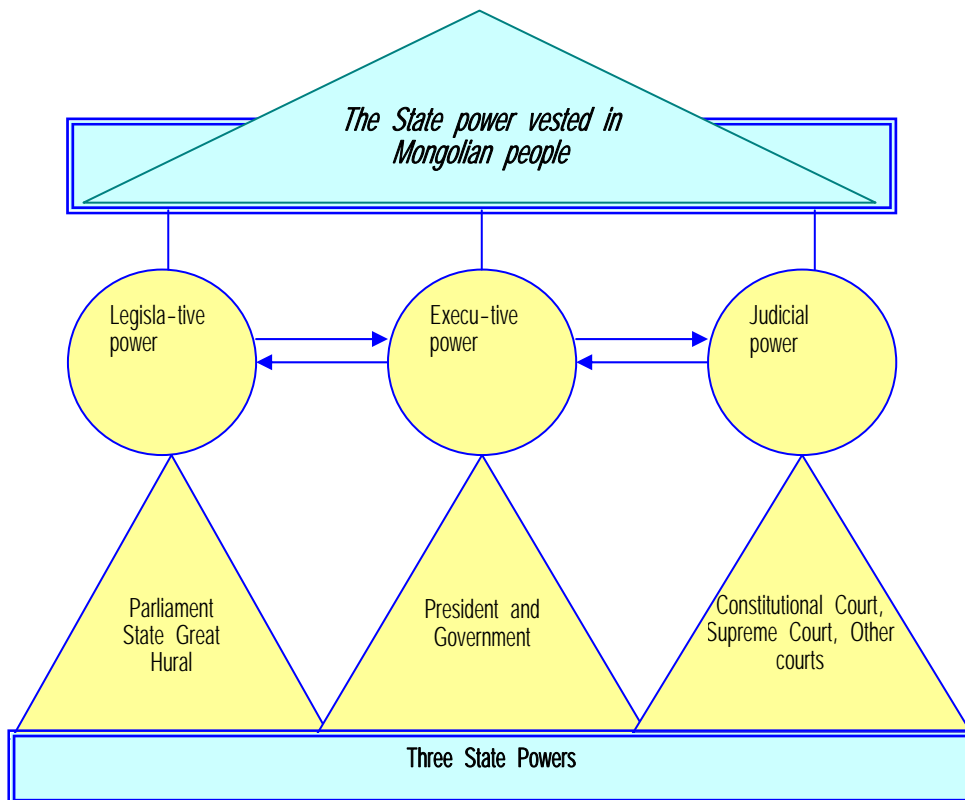 The State power vested in
Mongolian people
Legisla-tive
power
Execu-tive
power
Judicial
power
Parliament
State Great
Hural
President and
Government
Constitutional Court,
Supreme Court, Other
courts
Three State Powers